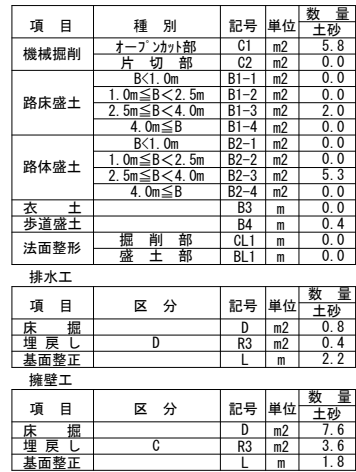 項 目 種 別 記号 単位 数 量
土砂
機械掘削 オープンカット部 C1 m2 5.8
片 切 部 C2 m2 0.0
路床盛土 B<1.0m B1-1 m2 0.0
1.0m≦B<2.5m B1-2 m2 0.0
2.5m≦B<4.0m B1-3 m2 2.0
4.0m≦B B1-4 m2 0.0
路体盛土 B<1.0m B2-1 m2 0.0
1.0m≦B<2.5m B2-2 m2 0.0
2.5m≦B<4.0m B2-3 m2 5.3
4.0m≦B B2-4 m2 0.0
衣 土 B3 m 0.0
歩道盛土 B4 m 0.4
法面整形 掘 削 部 CL1 m 0.0
盛 土 部 BL1 m 0.0
排水工
項 目 区 分 記号 単位 数 量
土砂
床 掘 D D m2 0.8
埋 戻 し R3 m2 0.4
基面整正 L m 2.2
擁壁工
項 目 区 分 記号 単位 数 量
土砂
床 掘 C D m2 7.6
埋 戻 し R3 m2 3.6
基面整正 L m 1.8